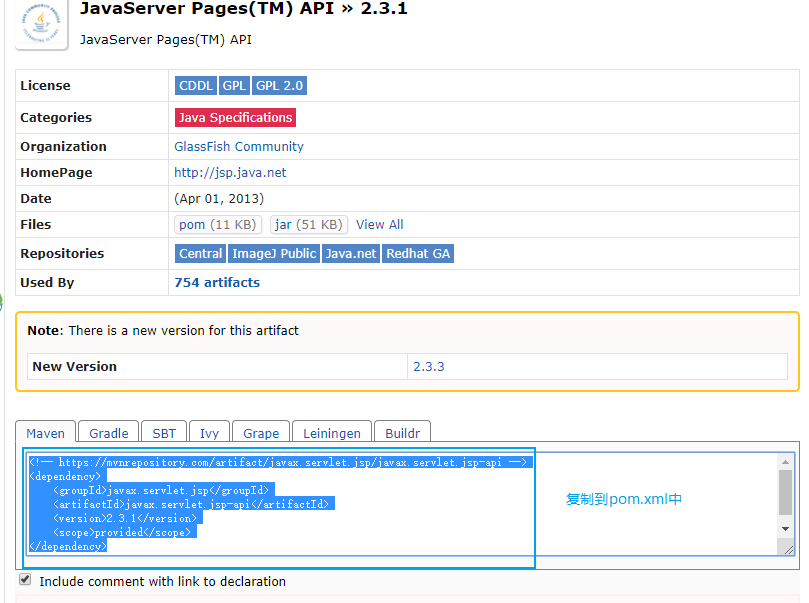 JavaServer Pages(TM) API » 2.3.1
JavaServer Pages(TM) API
License CDDL GPL GPL 2.0
Categories Java Specifications
Organization GlassFish Community
HomePage http://jsp.java.net
Date (Apr 01, 2013)
Files pom (11 KB) jar (51 KB) View All
Repositories Central ImageJ Public Java.net Redhat GA
Used By 754 artifacts
Note: There is a new version for this artifact
New Version 2.3.3
Maven Gradle SBT Ivy Grape Leiningen Buildr
<!-- https://mvnrepository.com/artifact/javax.servlet.jsp/javax.servlet.jsp-api -->
<dependency>
    <groupId>javax.servlet.jsp</groupId>
    <artifactId>javax.servlet.jsp-api</artifactId>
    <version>2.3.1</version>
    <scope>provided</scope>
</dependency>
复制到pom.xml中
Include comment with link to declaration